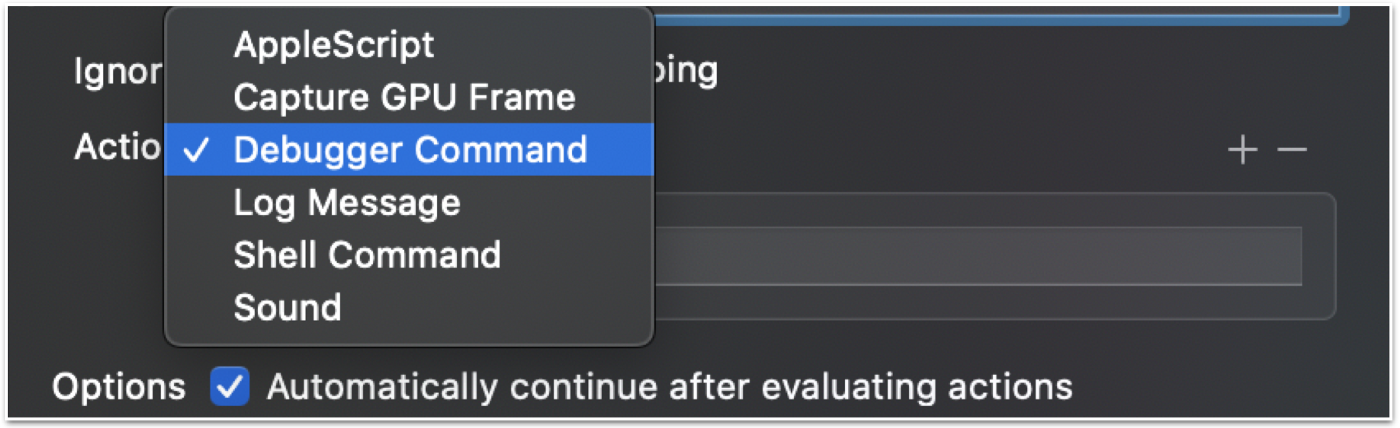 AppleScript
Ignor
Capture GPU Frame
Actio
Debugger Command
Log Message
Shell Command
Sound
Options Automatically continue after evaluating actions